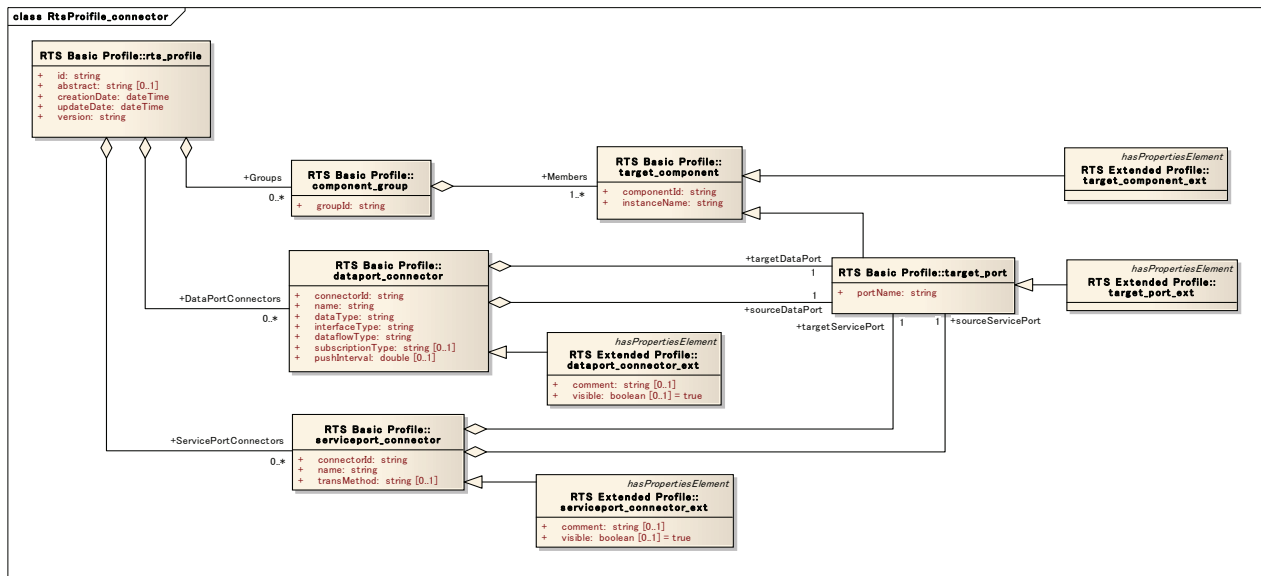 class RtsProifile_connector
RTS Basic Profile::rts_profile
+ id: string
+ abstract: string [0..1]
+ creationDate: dateTime
+ updateDate: dateTime
+ version: string
+Groups
0..*
RTS Basic Profile::
component_group
+ groupId: string
+Members
1..*
RTS Basic Profile::
target_component
+ componentId: string
+ instanceName: string
hasPropertiesElement
RTS Extended Profile::
target_component_ext
+DataPortConnectors
0..*
RTS Basic Profile::
dataport_connector
+ connectorId: string
+ name: string
+ dataType: string
+ interfaceType: string
+ dataflowType: string
+ subscriptionType: string [0..1]
+ pushInterval: double [0..1]
+targetDataPort
1
1
+sourceDataPort
+targetServicePort
1
1
+sourceServicePort
RTS Basic Profile::target_port
+ portName: string
hasPropertiesElement
RTS Extended Profile::
target_port_ext
hasPropertiesElement
RTS Extended Profile::
dataport_connector_ext
+ comment: string [0..1]
+ visible: boolean [0..1] = true
+ServicePortConnectors
0..*
RTS Basic Profile::
serviceport_connector
+ connectorId: string
+ name: string
+ transMethod: string [0..1]
hasPropertiesElement
RTS Extended Profile::
serviceport_connector_ext
+ comment: string [0..1]
+ visible: boolean [0..1] = true